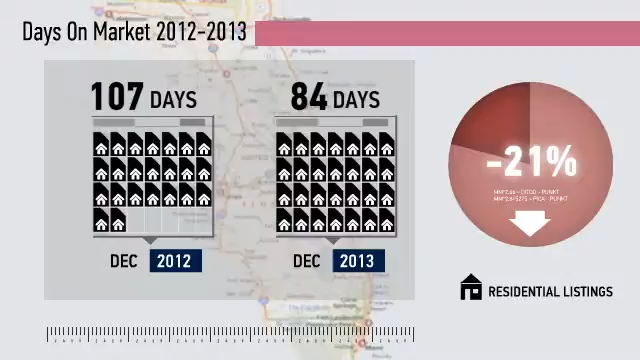 Days On Market 2012-2013
107 DAYS
84 DAYS
-21%
DEC 2012
DEC 2013
RESIDENTIAL LISTINGS